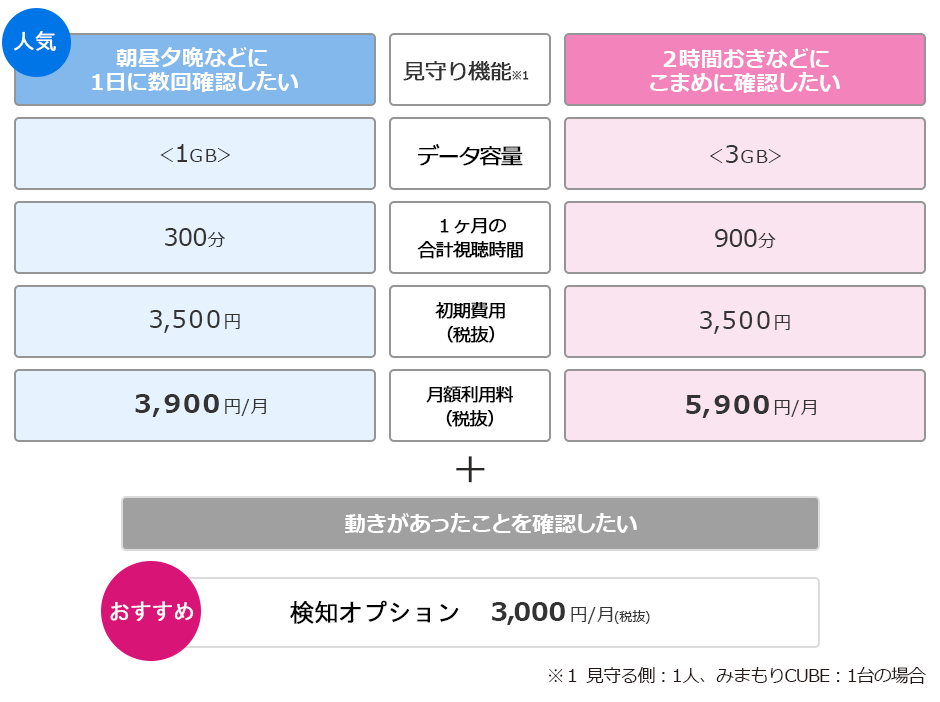 人気
朝昼夕晩などに
1日に数回確認したい
見守り機能※1
2時間おきなどに
こまめに確認したい
<1GB>
データ容量
<3GB>
300分
1ヶ月の
合計視聴時間
900分
3,500円
初期費用
(税抜)
3,500円
3,900円/月
月額利用料
(税抜)
5,900円/月
+
動きがあったことを確認したい
おすすめ
検知オプション 3,000円/月(税抜)
※1 見守る側：1人、みまもりCUBE：1台の場合